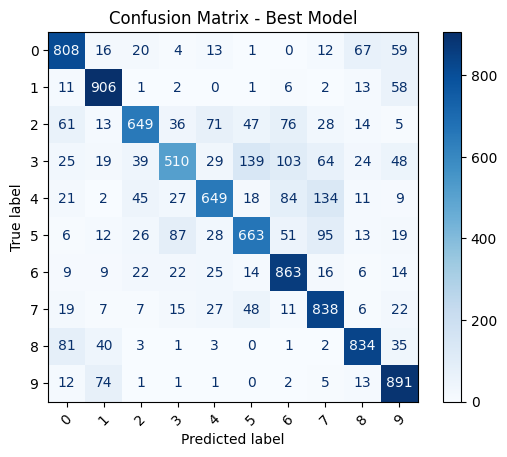 Confusion Matrix - Best Model
0 808 16 20 4 13 1 0 12 67 59
1 11 906 1 2 0 1 6 2 13 58
2 61 13 649 36 71 47 76 28 14 5
3 25 19 39 510 29 139 103 64 24 48
4 21 2 45 27 649 18 84 134 11 9
5 6 12 26 87 28 663 51 95 13 19
6 9 9 22 22 25 14 863 16 6 14
7 19 7 7 15 27 48 11 838 6 22
8 81 40 3 1 3 0 1 2 834 35
9 12 74 1 1 1 0 2 5 13 891
0 1 2 3 4 5 6 7 8 9
Predicted label
True label
800
600
400
200
0